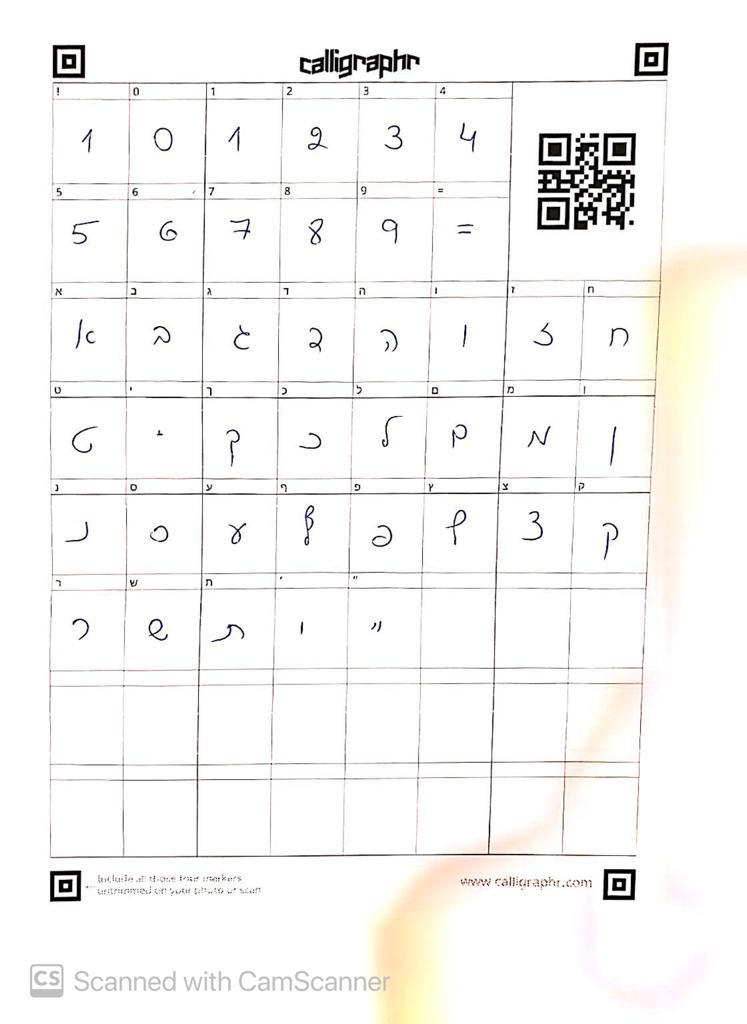 calligraphr
! 0 1 2 3 4
1 0 1 2 3 4
5 6 7 8 9 =
5 6 7 8 9 =
א ב ג ד ה ו ז ח
א ב ג ד ה ו ז ח
ט י ך כ ל ם מ ן
ט י ך כ ל ם מ ן
נ ס ע ף פ ץ צ ק
נ ס ע ף פ ץ צ ק
ר ש ת ' "
ר ש ת ' "
Include all those four markers
untrimmed on your photo or scan
www.calligraphr.com
CS Scanned with CamScanner